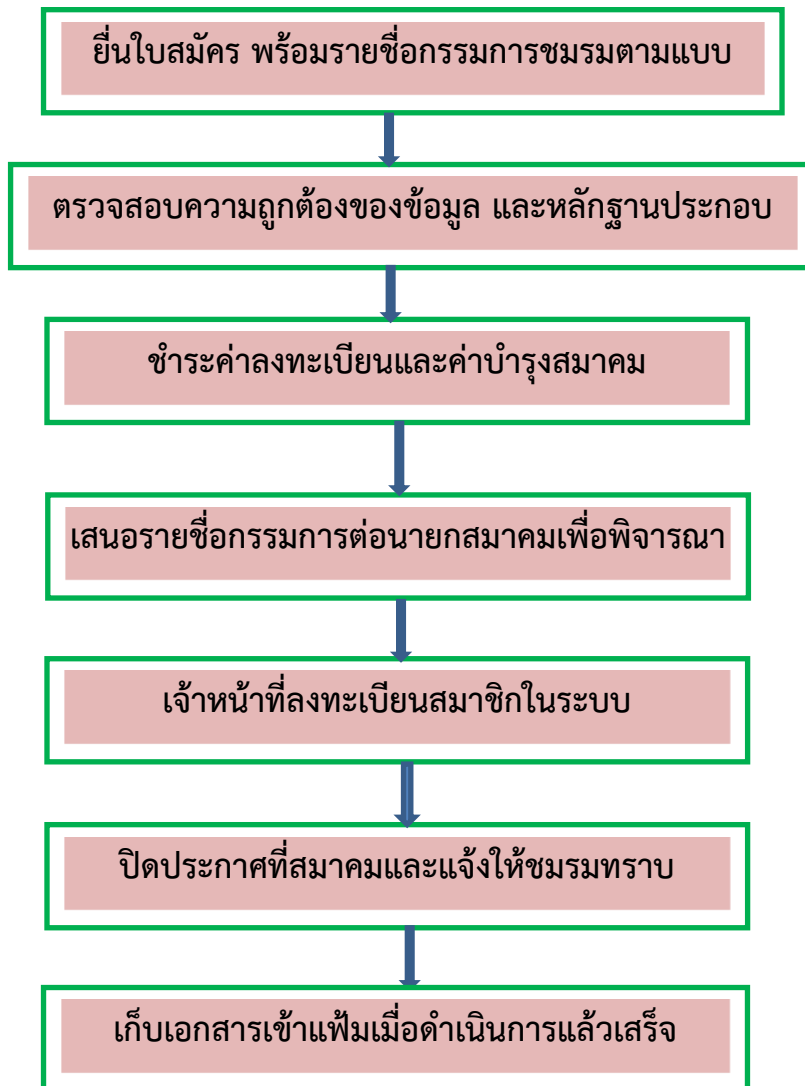 ยื่นใบสมัคร พร้อมรายชื่อกรรมการชมรมตามแบบ
ตรวจสอบความถูกต้องของข้อมูล และหลักฐานประกอบ
ชำระค่าลงทะเบียนและค่าบำรุงสมาคม
เสนอรายชื่อกรรมการต่อนายกสมาคมเพื่อพิจารณา
เจ้าหน้าที่ลงทะเบียนสมาชิกในระบบ
ปิดประกาศที่สมาคมและแจ้งให้ชมรมทราบ
เก็บเอกสารเข้าแฟ้มเมื่อดำเนินการแล้วเสร็จ